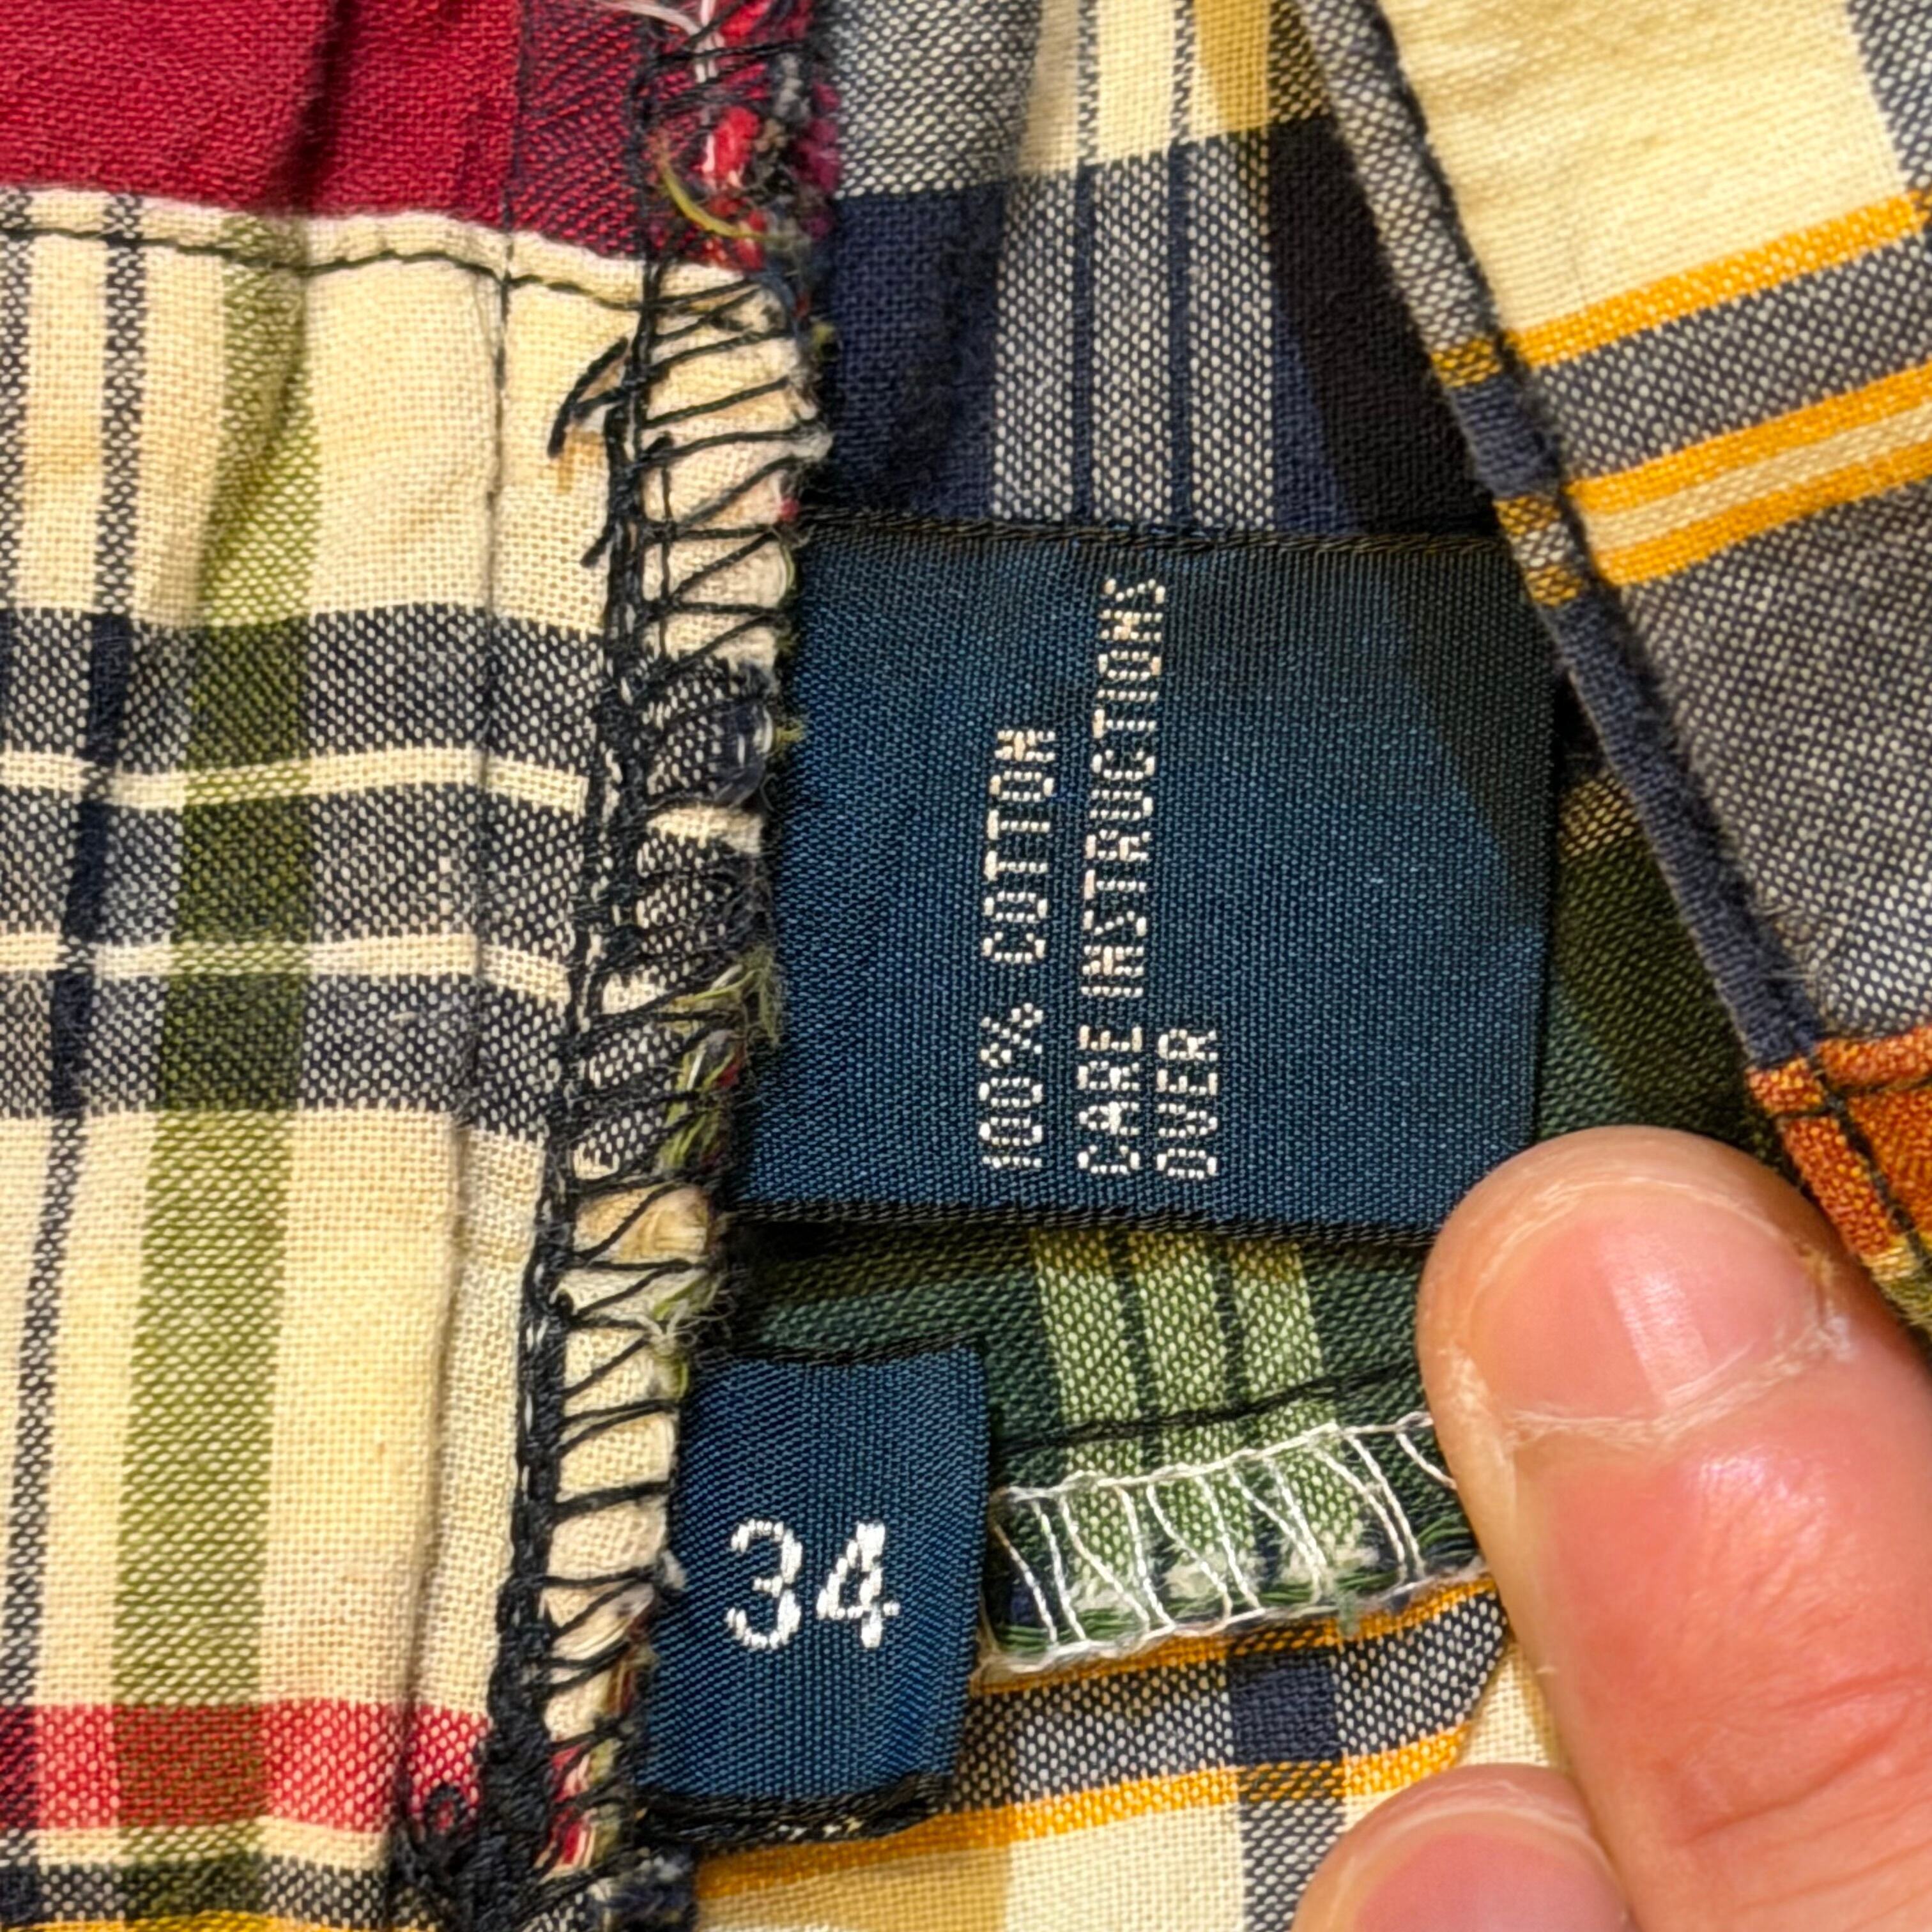 100% COTTON
CARE INSTRUCTIONS
OVER
34